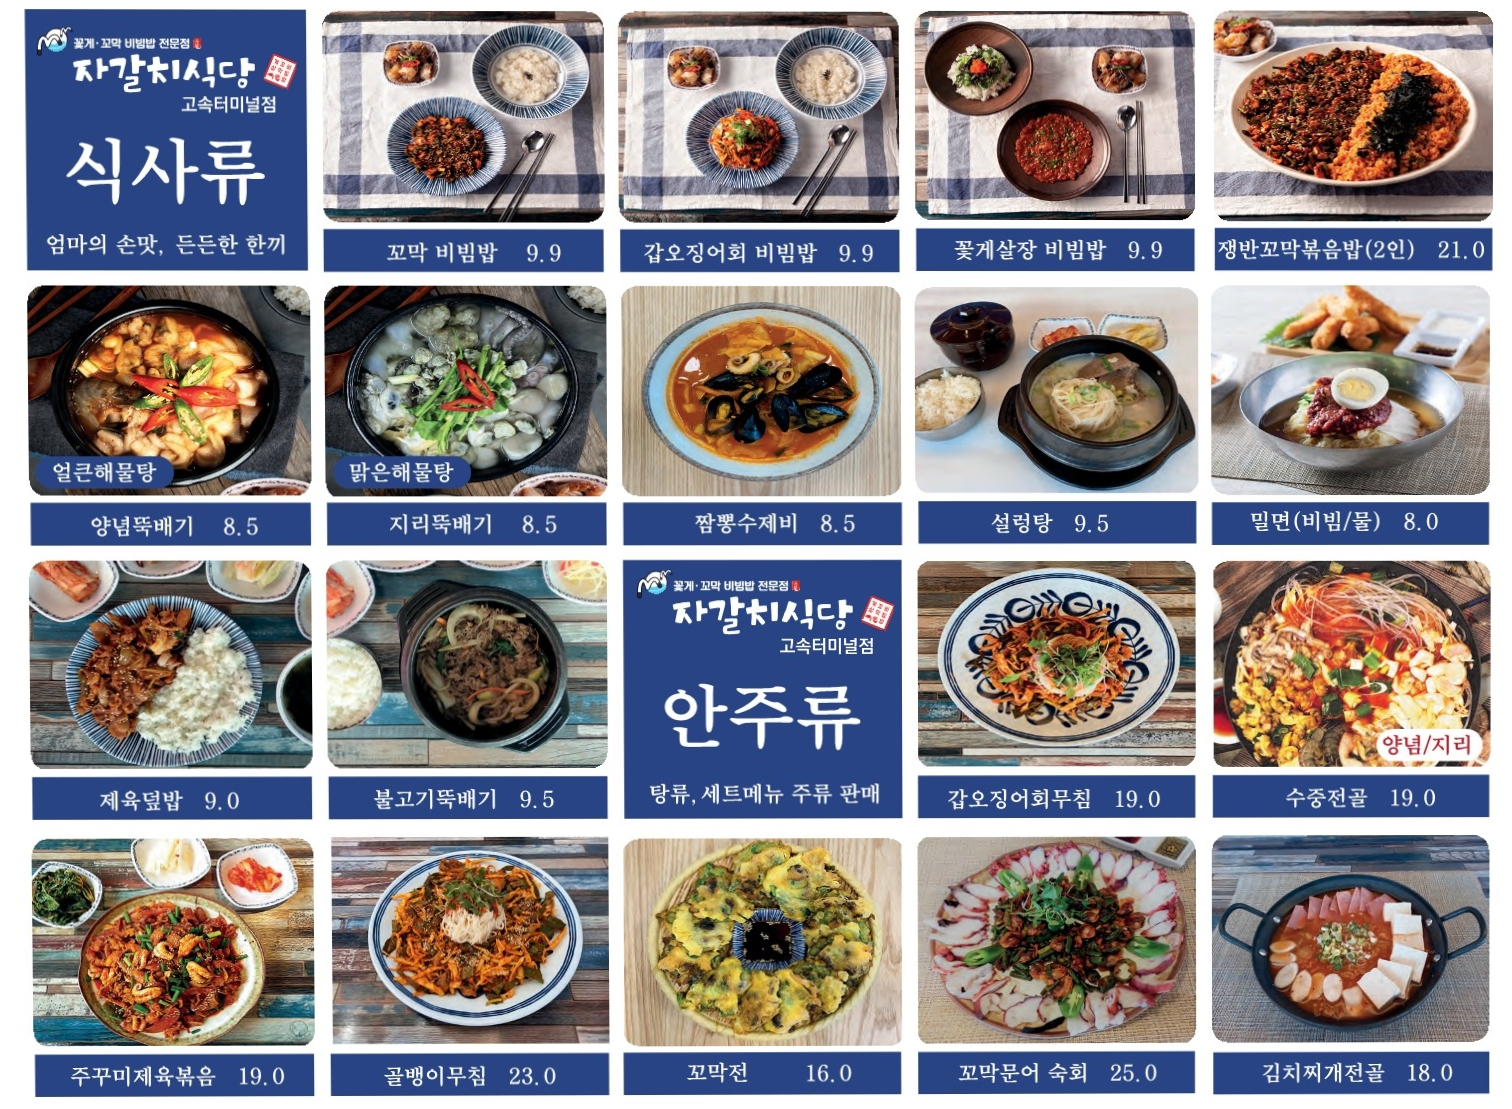 꽃게·꼬막 비빔밥 전문점
자갈치식당
고속터미널점
식사류
엄마의 손맛, 든든한 한끼
꼬막 비빔밥 9.9
갑오징어회 비빔밥 9.9
꽃게살장 비빔밥 9.9
쟁반꼬막볶음밥(2인) 21.0
얼큰해물탕
양념뚝배기 8.5
맑은해물탕
지리뚝배기 8.5
짬뽕수제비 8.5
설렁탕 9.5
밀면(비빔/물) 8.0
제육덮밥 9.0
불고기뚝배기 9.5
꽃게·꼬막 비빔밥 전문점
자갈치식당
고속터미널점
안주류
탕류,세트메뉴 주류 판매
갑오징어회무침 19.0
양념/지리
수중전골 19.0
주꾸미제육볶음 19.0
골뱅이무침 23.0
꼬막전 16.0
꼬막문어 숙회 25.0
김치찌개전골 18.0